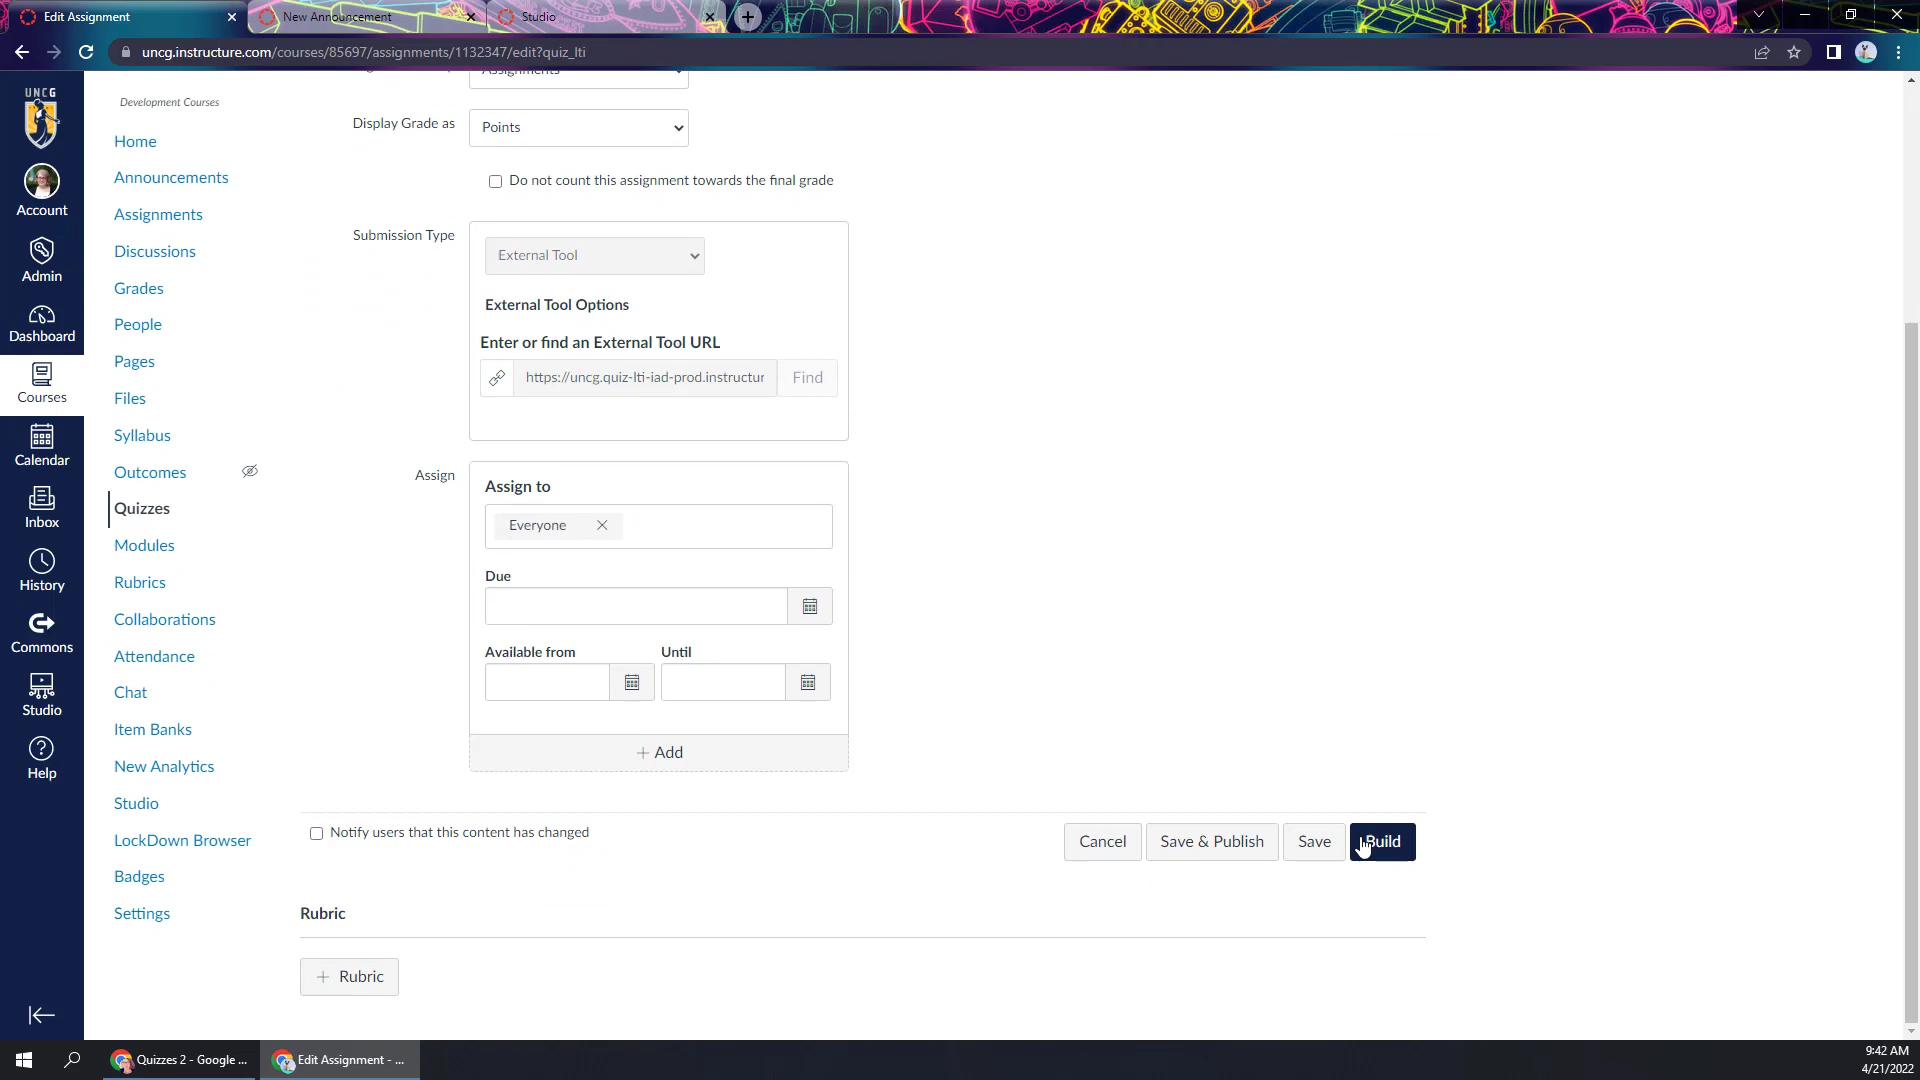 Edit Assignment
New Announcement
Studio
uncg.instructure.com/courses/85697/assignments/1132347/edit?quiz_lti
UNCG
Account
Admin
Dashboard
Courses
Calendar
Inbox
History
Commons
Studio
Help
Development Courses
Home
Announcements
Assignments
Discussions
Grades
People
Pages
Files
Syllabus
Outcomes
Quizzes
Modules
Rubrics
Collaborations
Attendance
Chat
Item Banks
New Analytics
Studio
LockDown Browser
Badges
Settings
Assignments
Display Grade as
Points
Do not count this assignment towards the final grade
Submission Type
External Tool
External Tool Options
Enter or find an External Tool URL
https://uncg.quiz-lti-iad-prod.instructur
Find
Assign
Assign to
Everyone
Due
Available from
Until
+ Add
Notify users that this content has changed
Cancel
Save & Publish
Save
Build
Rubric
+ Rubric
Quizzes 2 - Google ...
Edit Assignment - ...
9:42 AM
4/21/2022